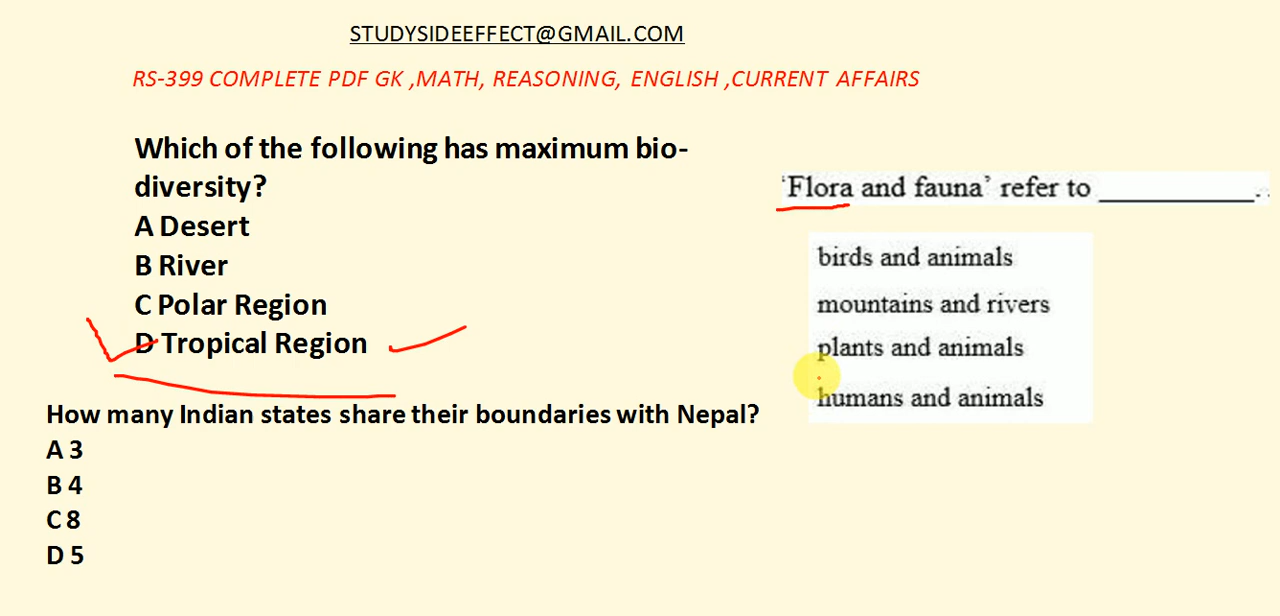 STUDYSIDEEFFECT@GMAIL.COM
RS-399 COMPLETE PDF GK ,MATH, REASONING, ENGLISH ,CURRENT AFFAIRS
Which of the following has maximum bio-
diversity?
A Desert
B River
C Polar Region
D Tropical Region
How many Indian states share their boundaries with Nepal?
A 3
B 4
C 8
D 5
‘Flora and fauna’ refer to __________.
birds and animals
mountains and rivers
plants and animals
humans and animals